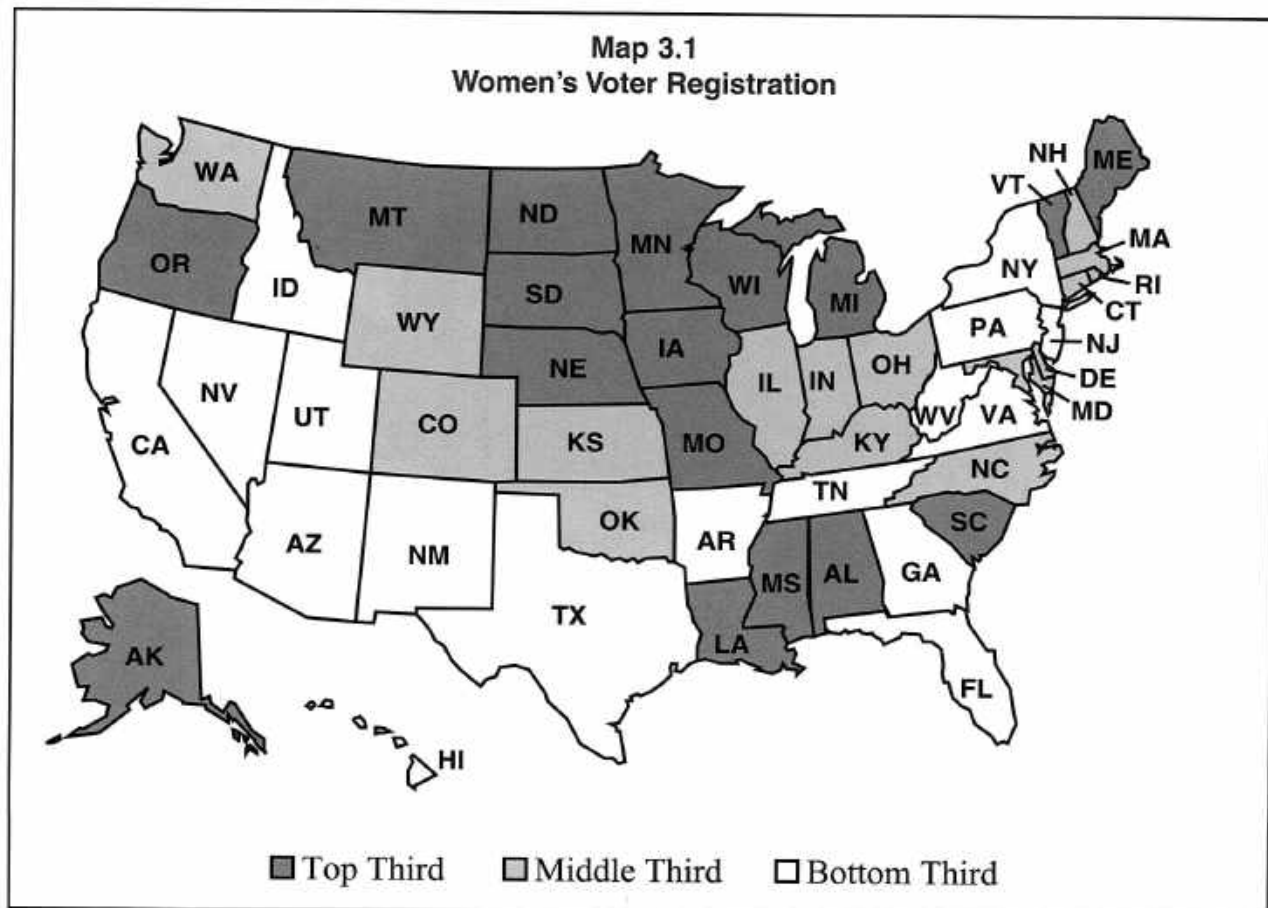 Map 3.1
Women's Voter Registration
NH
ME
WA
VT
MT
ND
MN
MA
OR
NY
ID
WI
RI
SD
MI
WY
CT
PA
IA
NJ
NE
OH
IL
IN
DE
NV
UT
WV
VA
MD
CO
CA
KS
MO
KY
NC
TN
OK
SC
AZ
NM
AR
MS
AL
GA
TX
LA
AK
FL
HI
Top Third
Middle Third
Bottom Third